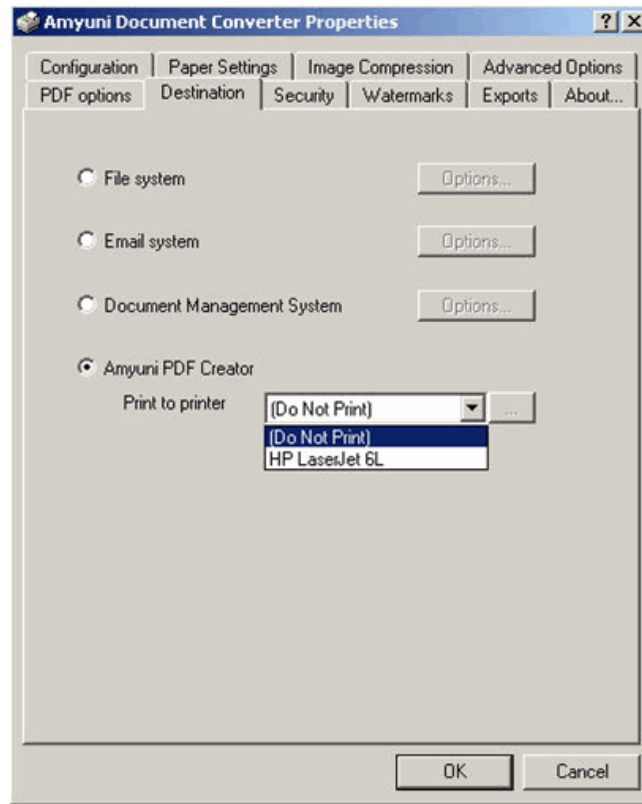 Amyuni Document Converter Properties
Configuration Paper Settings Image Compression Advanced Options
PDF options Destination Security Watermarks Exports About...
File system Options...
Email system Options...
Document Management System Options...
Amyuni PDF Creator
Print to printer (Do Not Print) ...
(Do Not Print)
HP LaserJet 6L
OK Cancel